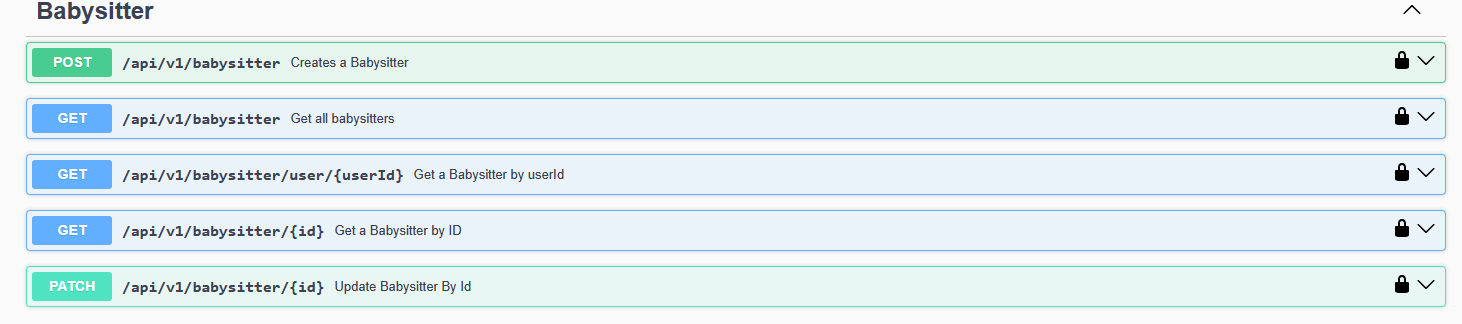 Babysitter
POST /api/v1/babysitter Creates a Babysitter
GET /api/v1/babysitter Get all babysitters
GET /api/v1/babysitter/user/{userId} Get a Babysitter by userId
GET /api/v1/babysitter/{id} Get a Babysitter by ID
PATCH /api/v1/babysitter/{id} Update Babysitter By Id